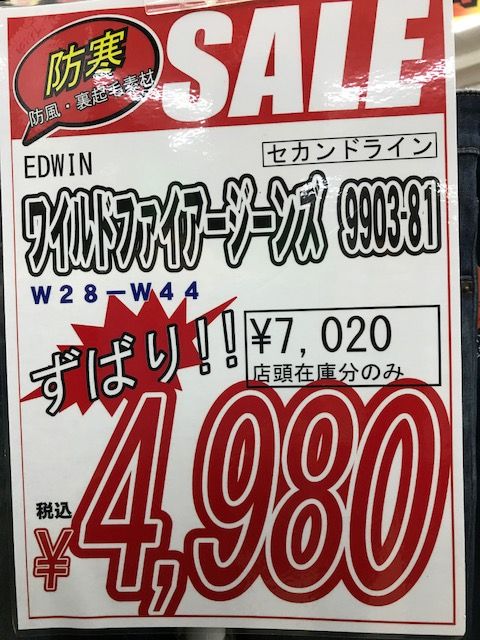 防寒
防風・裏起毛素材
SALE
EDWIN
セカンドライン
ワイルドファイアージーンズ 9903-81
W28－W44
ずばり!!
¥7,020
店頭在庫分のみ
税込
¥4,980